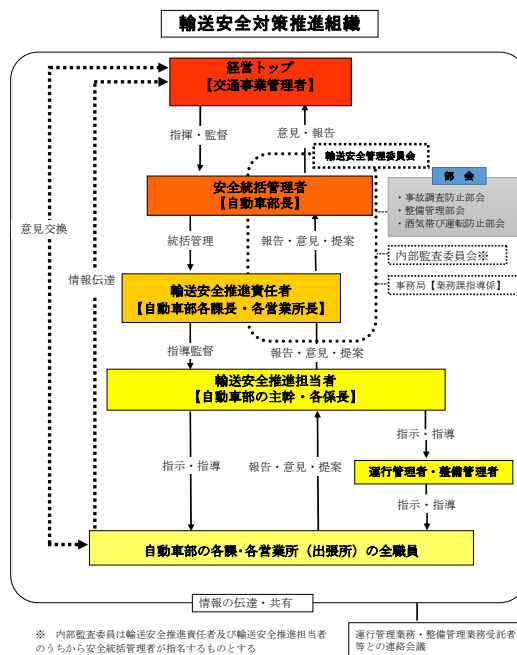 輸送安全対策推進組織
経営トップ
【交通事業管理者】
指揮・監督
意見・報告
輸送安全管理委員会
部　会
・事故調査防止部会
・整備管理部会
・酒気帯び運転防止部会
安全統括管理者
【自動車部長】
意見交換
情報伝達
統括管理
報告・意見・提案
内部監査委員会※
事務局【業務課指導係】
輸送安全推進責任者
【自動車部各課長・各営業所長】
指導監督
報告・意見・提案
輸送安全推進担当者
【自動車部の主幹・各係長】
指示・指導
運行管理者・整備管理者
指示・指導
報告・意見・提案
指示・指導
自動車部の各課・各営業所（出張所）の全職員
情報の伝達・共有
※　内部監査委員は輸送安全推進責任者及び輸送安全推進担当者
のうちから安全統括管理者が指名するものとする
運行管理業務・整備管理業務受託者
等との連絡会議